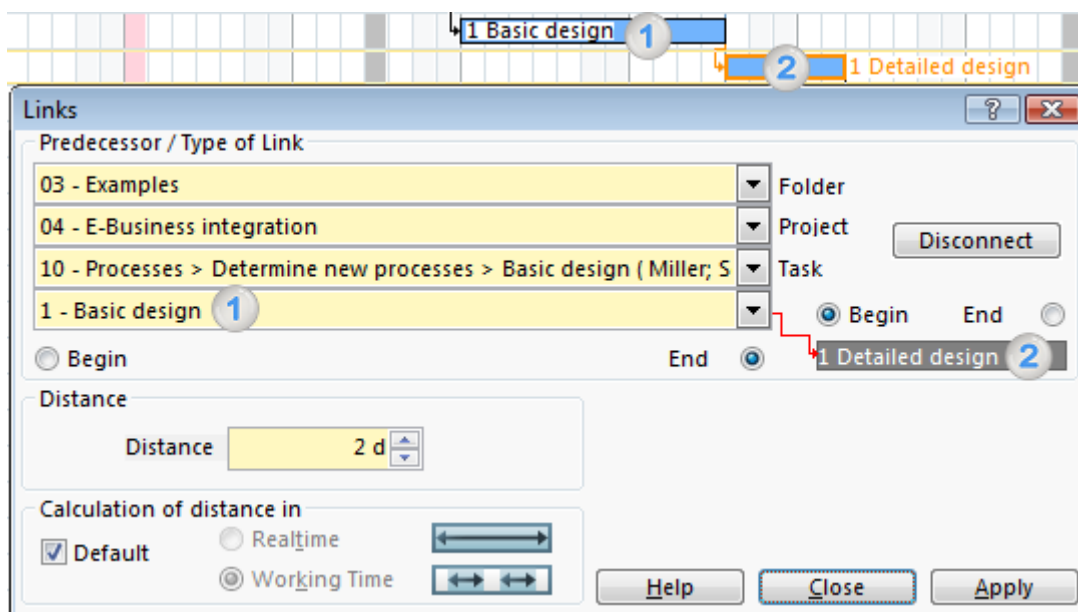 1 Basic design 1
2 1 Detailed design
Links ?
Predecessor / Type of Link
03 - Examples Folder
04 - E-Business integration Project Disconnect
10 - Processes > Determine new processes > Basic design ( Miller; S Task
1 - Basic design 1 Begin End
Begin End 1 Detailed design 2
Distance
Distance 2 d
Calculation of distance in
Default Realtime
Working Time
Help Close Apply